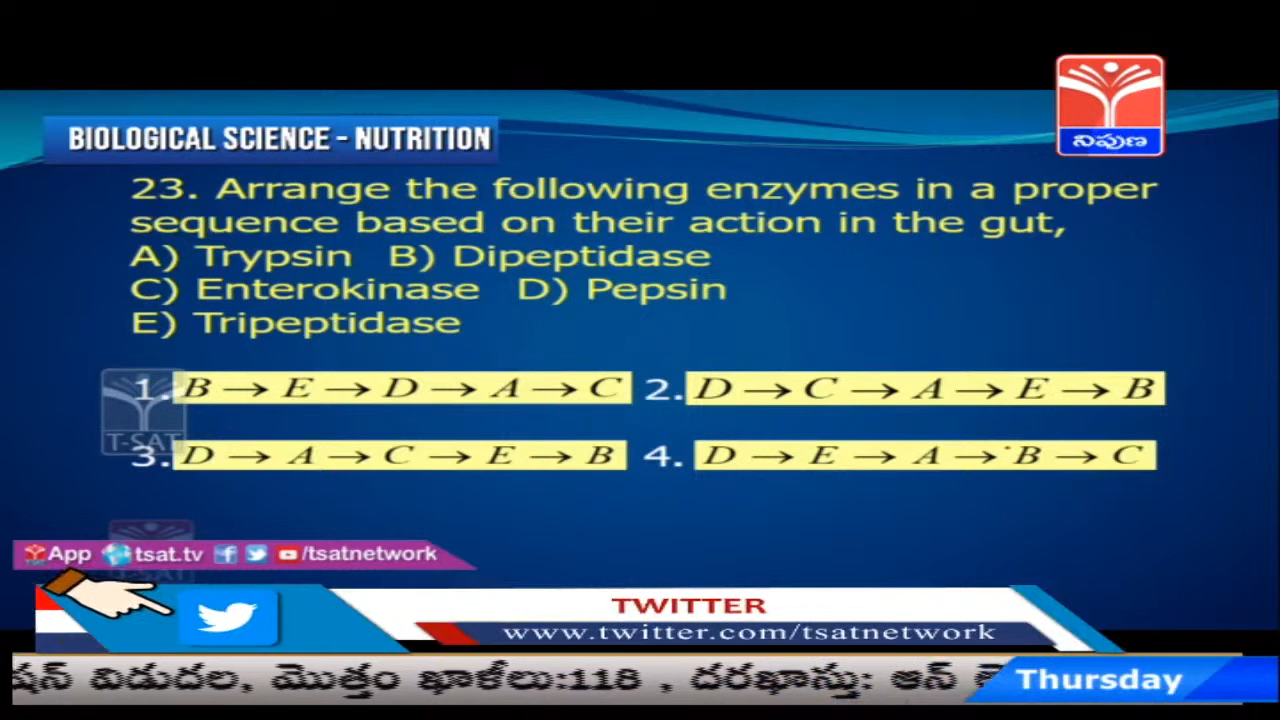 నిపుణ
BIOLOGICAL SCIENCE - NUTRITION
23. Arrange the following enzymes in a proper
sequence based on their action in the gut,
A) Trypsin B) Dipeptidase
C) Enterokinase D) Pepsin
E) Tripeptidase
1. B → E → D → A → C 2. D → C → A → E → B
T-SAT
3. D → A → C → E → B 4. D → E → A → B → C
App tsat.tv /tsatnetwork
TWITTER
www.twitter.com/tsatnetwork
విడుదల, మొత్తం ఖాళీలు:118 , దరఖాస్తు: ఆన్
Thursday